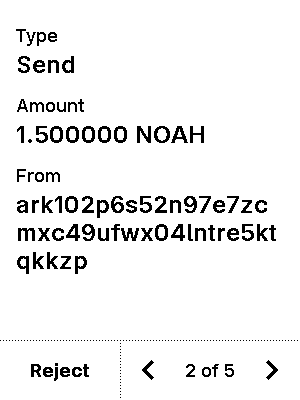 Type
Send
Amount
1.500000 NOAH
From
ark102p6s52n97e7zc
mxc49ufwx04lntre5kt
qkkzp
Reject
2 of 5